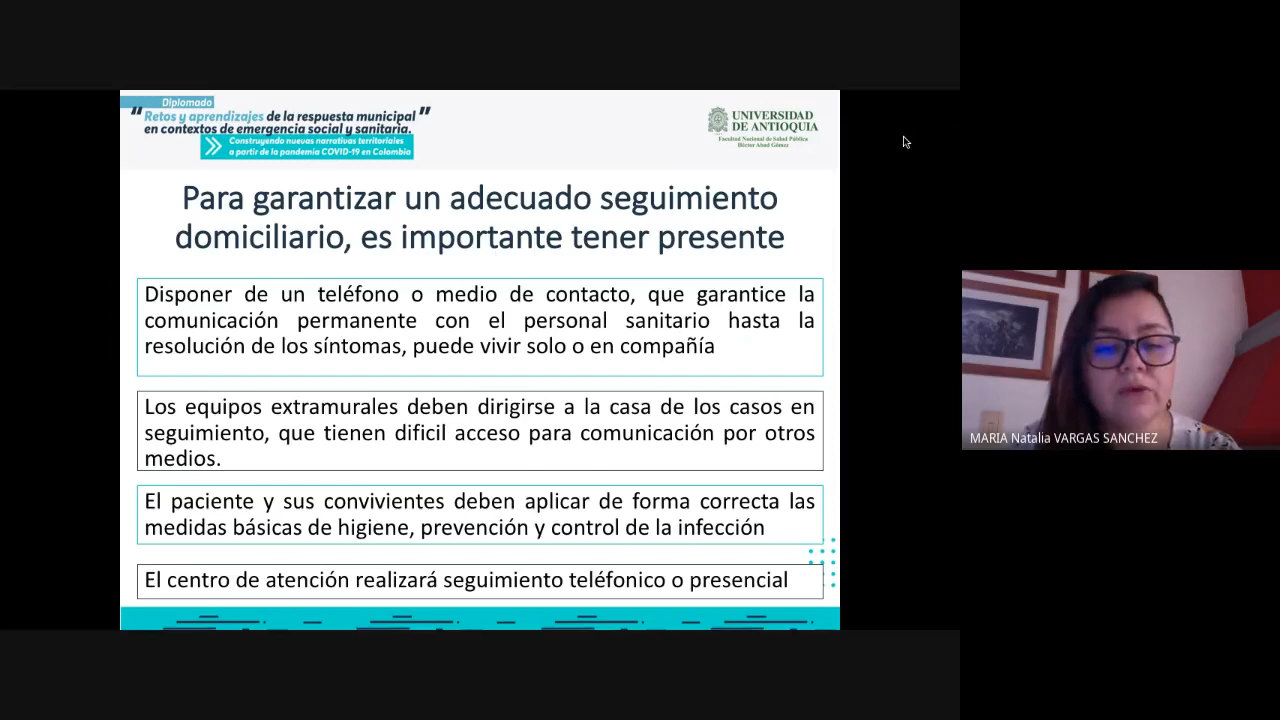 Diplomado
“Retos y aprendizajes de la respuesta municipal”
en contextos de emergencia social y sanitaria.
Construyendo nuevas narrativas territoriales
a partir de la pandemia COVID-19 en Colombia
UNIVERSIDAD
DE ANTIOQUIA
Facultad Nacional de Salud Pública
Héctor Abad Gómez
Para garantizar un adecuado seguimiento
domiciliario, es importante tener presente
Disponer de un teléfono o medio de contacto, que garantice la
comunicación permanente con el personal sanitario hasta la
resolución de los síntomas, puede vivir solo o en compañía
Los equipos extramurales deben dirigirse a la casa de los casos en
seguimiento, que tienen dificil acceso para comunicación por otros
medios.
El paciente y sus convivientes deben aplicar de forma correcta las
medidas básicas de higiene, prevención y control de la infección
El centro de atención realizará seguimiento teléfonico o presencial
MARIA Natalia VARGAS SANCHEZ